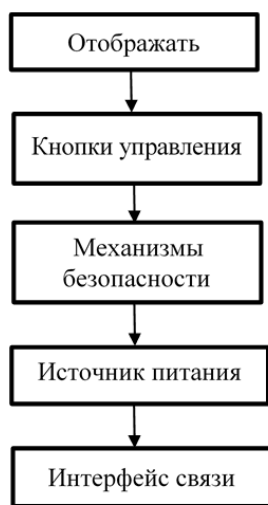 Отображать
Кнопки управления
Механизмы
безопасности
Источник питания
Интерфейс связи